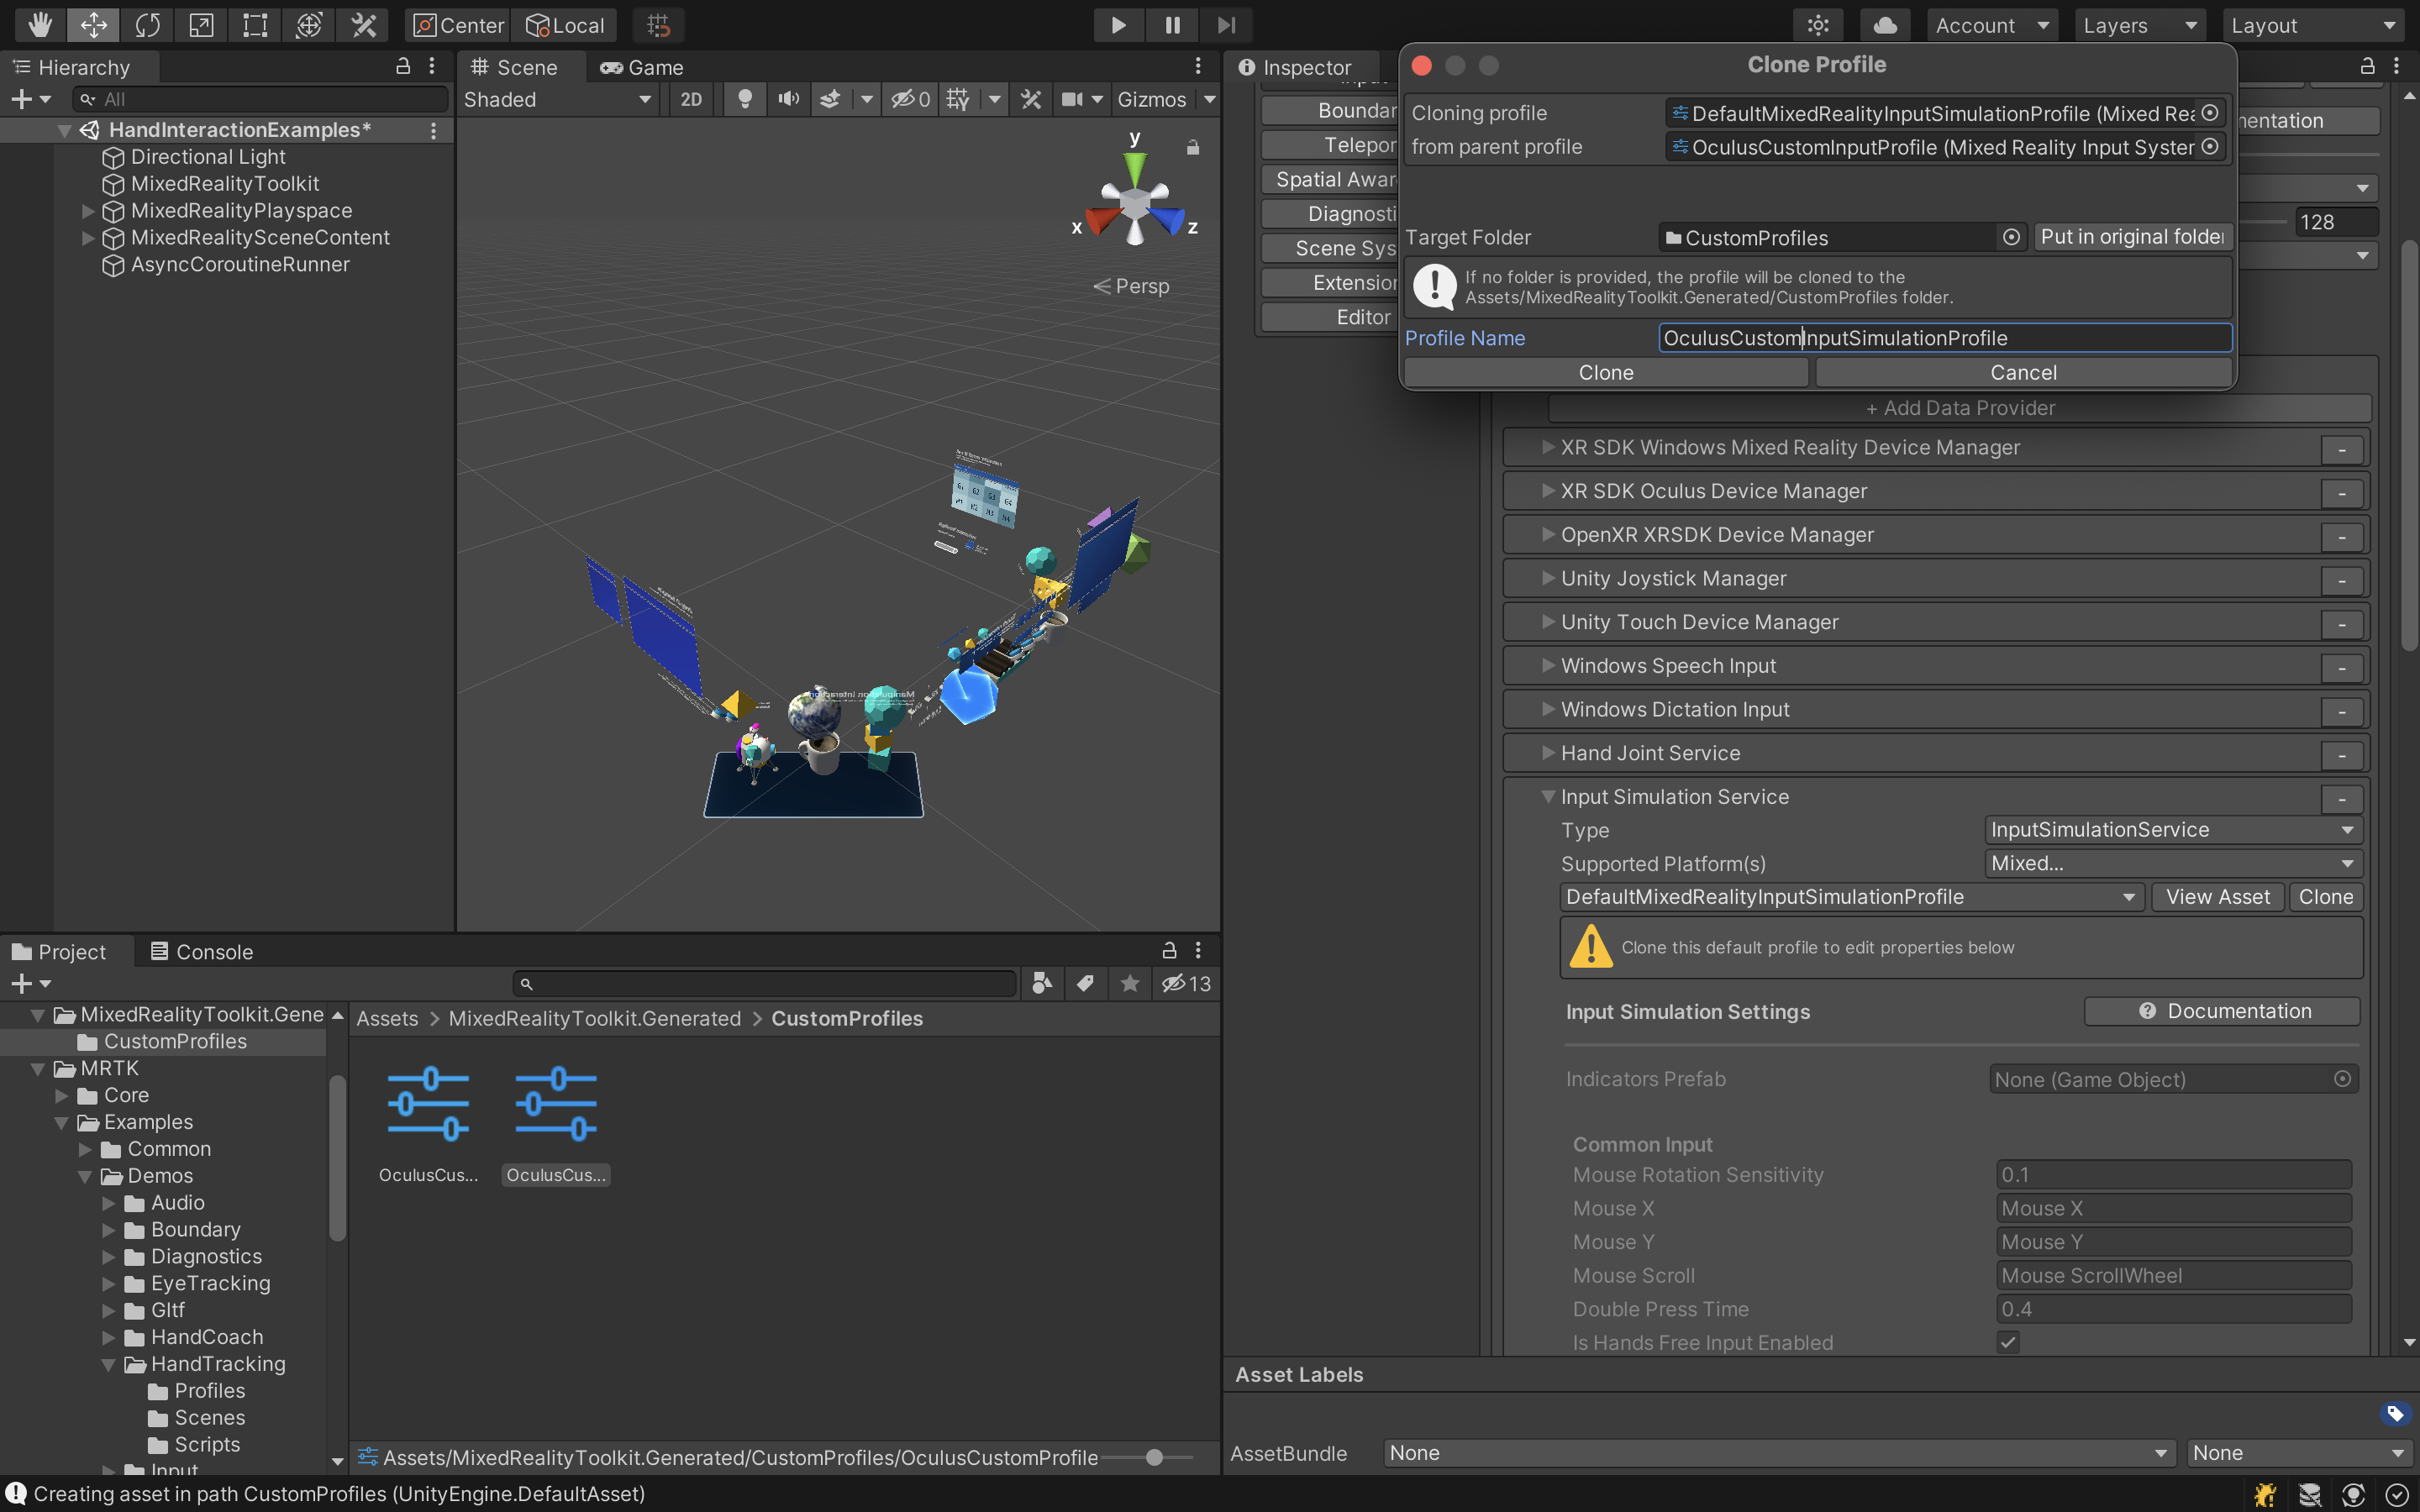 Center
Local
Account
Layers
Layout
Hierarchy
All
HandInteractionExamples*
Directional Light
MixedRealityToolkit
MixedRealityPlayspace
MixedRealitySceneContent
AsyncCoroutineRunner
Scene
Game
Shaded
2D
0
Gizmos
y
x
z
Persp
Inspector
Boundar
Telepor
Spatial Awar
Diagnosti
Scene Sys
Extension
Editor
Clone Profile
Cloning profile
DefaultMixedRealityInputSimulationProfile (Mixed Rea
from parent profile
OculusCustomInputProfile (Mixed Reality Input System
Target Folder
CustomProfiles
Put in original folder
If no folder is provided, the profile will be cloned to the
Assets/MixedRealityToolkit.Generated/CustomProfiles folder.
Profile Name
OculusCustomInputSimulationProfile
Clone
Cancel
entation
128
+ Add Data Provider
XR SDK Windows Mixed Reality Device Manager
-
XR SDK Oculus Device Manager
-
OpenXR XRSDK Device Manager
-
Unity Joystick Manager
-
Unity Touch Device Manager
-
Windows Speech Input
-
Windows Dictation Input
-
Hand Joint Service
-
Input Simulation Service
-
Type
InputSimulationService
Supported Platform(s)
Mixed...
DefaultMixedRealityInputSimulationProfile
View Asset
Clone
Clone this default profile to edit properties below
Input Simulation Settings
Documentation
Indicators Prefab
None (Game Object)
Common Input
Mouse Rotation Sensitivity
0.1
Mouse X
Mouse X
Mouse Y
Mouse Y
Mouse Scroll
Mouse ScrollWheel
Double Press Time
0.4
Is Hands Free Input Enabled
Asset Labels
AssetBundle
None
None
Project
Console
13
MixedRealityToolkit.Gene
CustomProfiles
MRTK
Core
Examples
Common
Demos
Audio
Boundary
Diagnostics
EyeTracking
Gltf
HandCoach
HandTracking
Profiles
Scenes
Scripts
Input
Assets > MixedRealityToolkit.Generated > CustomProfiles
OculusCus...
OculusCus...
Assets/MixedRealityToolkit.Generated/CustomProfiles/OculusCustomProfile
Creating asset in path CustomProfiles (UnityEngine.DefaultAsset)